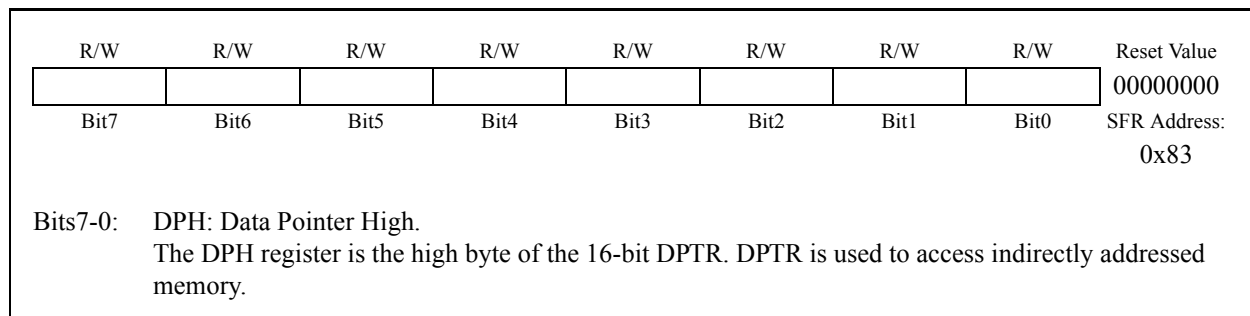 R/W R/W R/W R/W R/W R/W R/W R/W Reset Value
00000000
Bit7 Bit6 Bit5 Bit4 Bit3 Bit2 Bit1 Bit0 SFR Address:
0x83
Bits7-0: DPH: Data Pointer High.
The DPH register is the high byte of the 16-bit DPTR. DPTR is used to access indirectly addressed
memory.